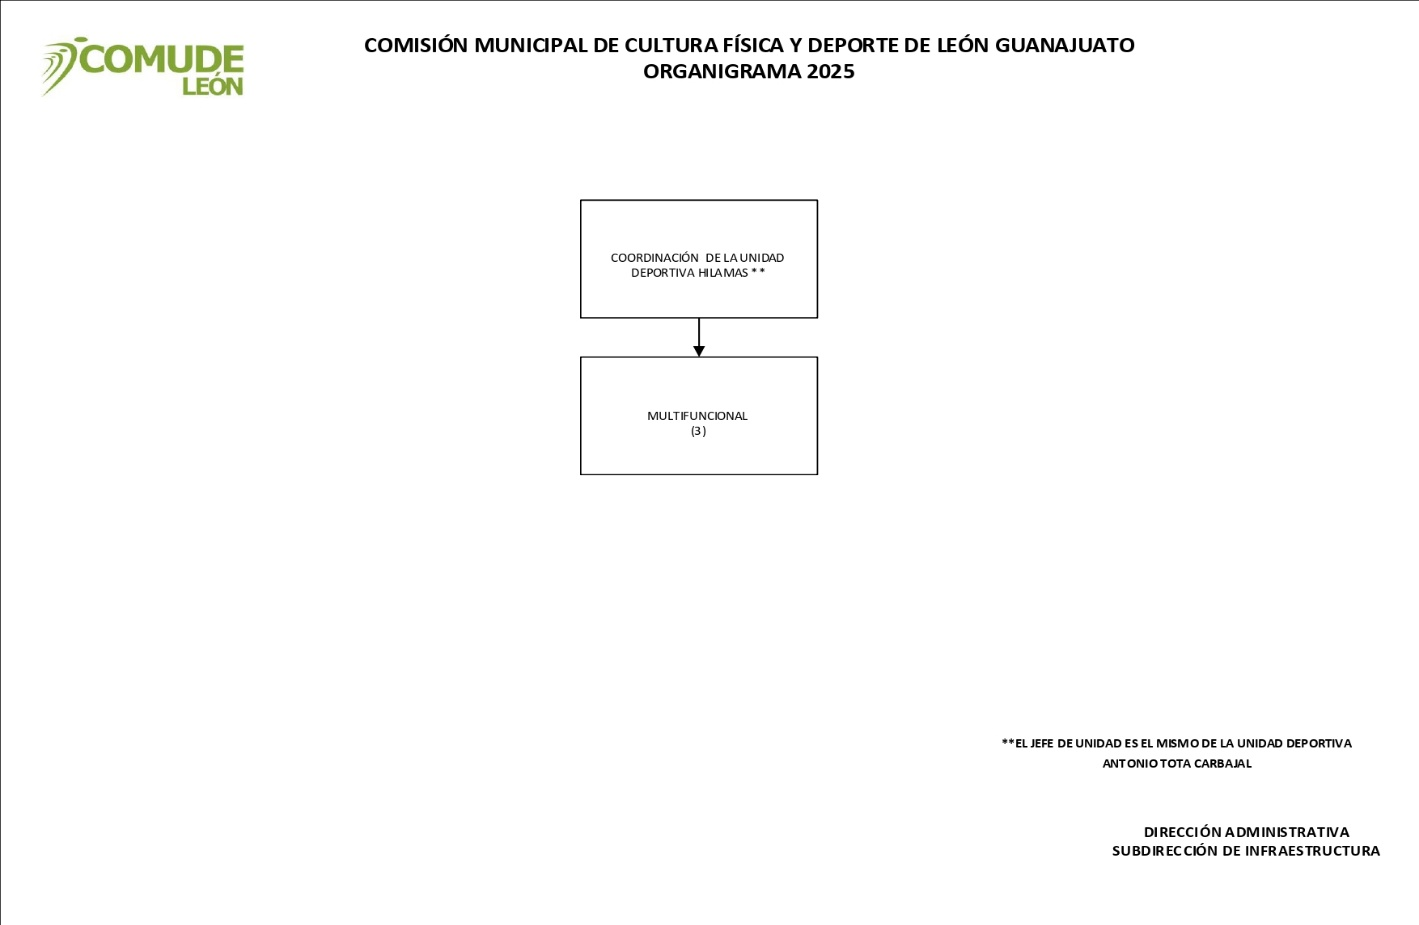 COMUDE
LEÓN
COMISIÓN MUNICIPAL DE CULTURA FÍSICA Y DEPORTE DE LEÓN GUANAJUATO
ORGANIGRAMA 2025
COORDINACIÓN DE LA UNIDAD
DEPORTIVA HILAMAS **
MULTIFUNCIONAL
(3)
**EL JEFE DE UNIDAD ES EL MISMO DE LA UNIDAD DEPORTIVA
ANTONIO TOTA CARBAJAL
DIRECCIÓN ADMINISTRATIVA
SUBDIRECCIÓN DE INFRAESTRUCTURA